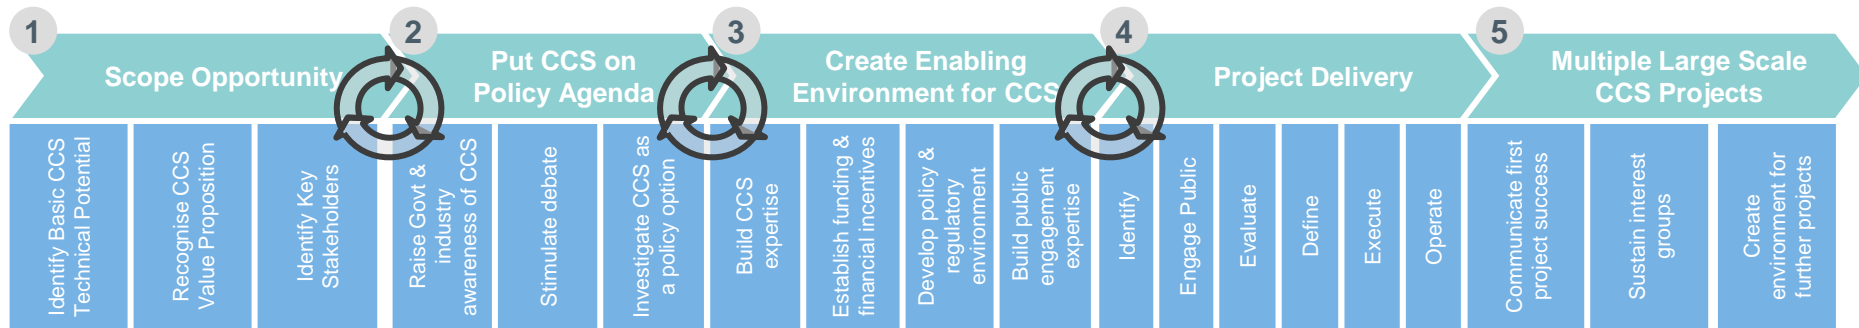 1
2
3
4
5
Scope Opportunity
Put CCS on
Policy Agenda
Create Enabling
Environment for CCS
Project Delivery
Multiple Large Scale
CCS Projects
Identify Basic CCS
Technical Potential
Recognise CCS
Value Proposition
Identify Key
Stakeholders
Raise Govt &
industry
awareness of CCS
Stimulate debate
Investigate CCS as
a policy option
Build CCS
expertise
Establish funding &
financial incentives
Develop policy &
regulatory
environment
Build public
engagement
expertise
Identify
Engage Public
Evaluate
Define
Execute
Operate
Communicate first
project success
Sustain interest
groups
Create
environment for
further projects